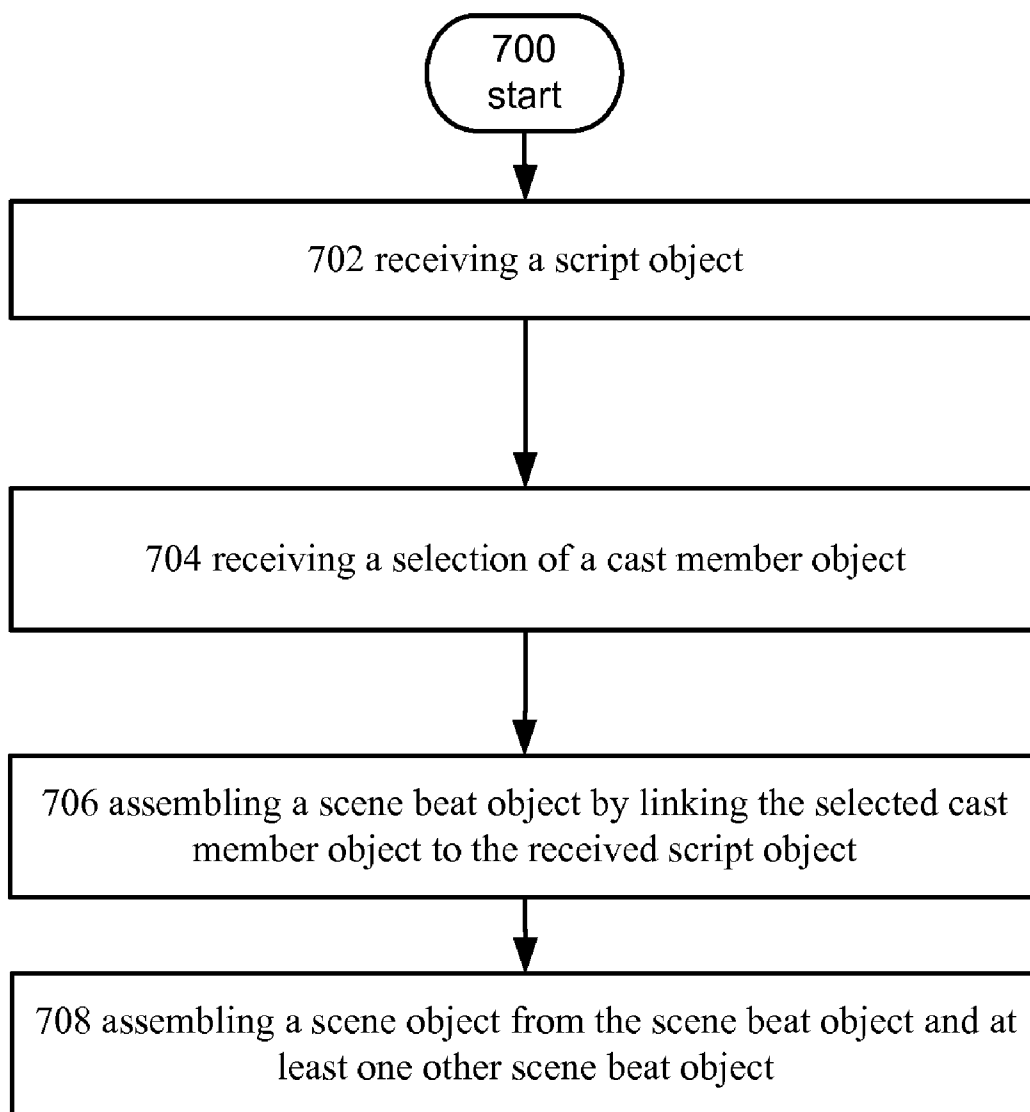 700
start
702 receiving a script object
704 receiving a selection of a cast member object
706 assembling a scene beat object by linking the selected cast
member object to the received script object
708 assembling a scene object from the scene beat object and at
least one other scene beat object